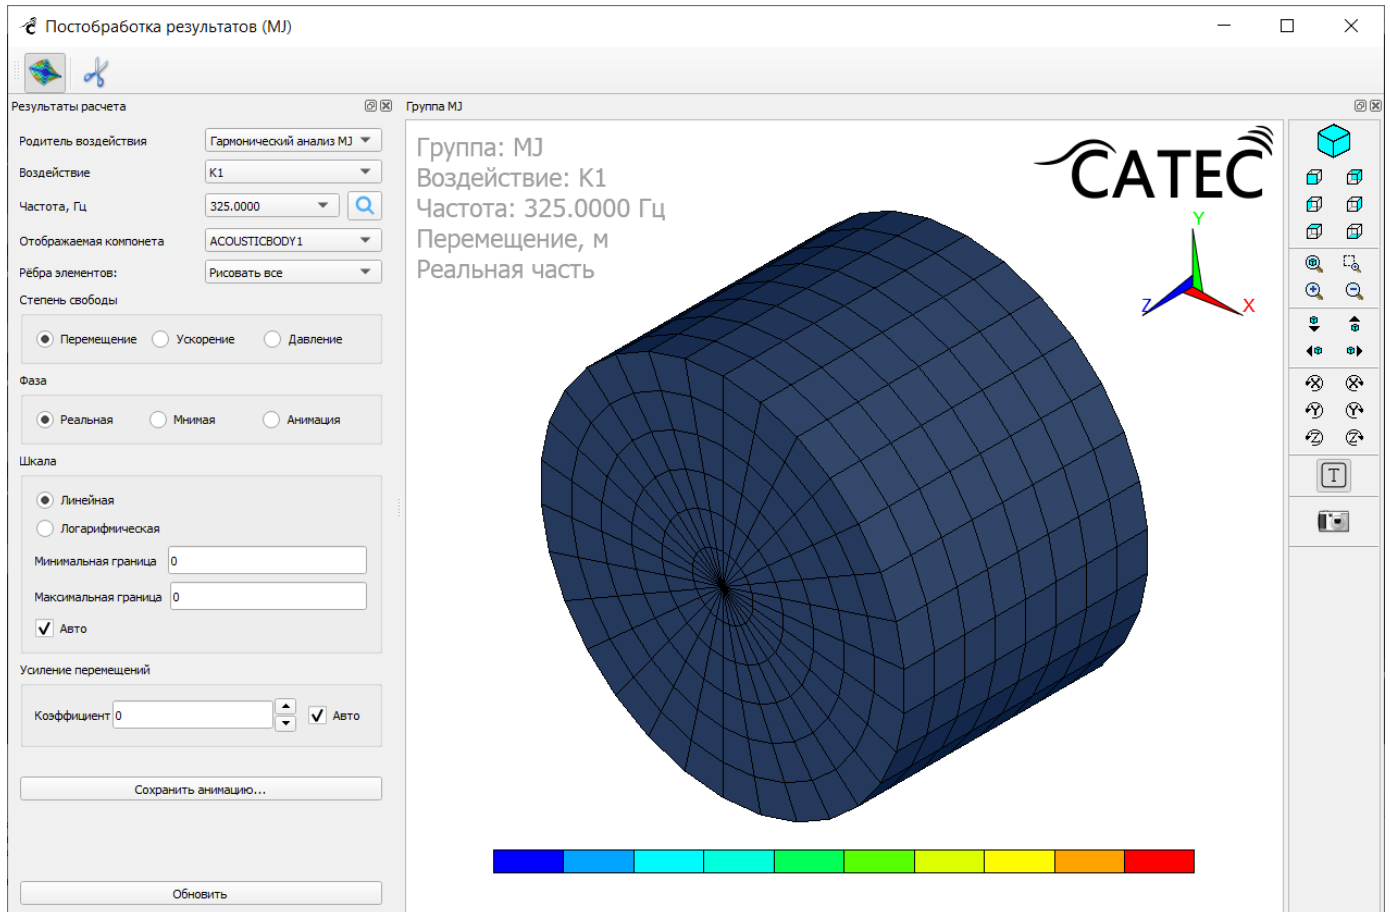 Постобработка результатов (MJ)
Результаты расчета
Родитель воздействия
Гармонический анализ MJ
Воздействие
K1
Частота, Гц
325.0000
Отображаемая компонета
ACOUSTICBODY1
Рёбра элементов:
Рисовать все
Степень свободы
Перемещение
Ускорение
Давление
Фаза
Реальная
Мнимая
Анимация
Шкала
Линейная
Логарифмическая
Минимальная граница
0
Максимальная граница
0
Авто
Усиление перемещений
Коэффициент
0
Авто
Сохранить анимацию...
Обновить
Группа MJ
Группа: MJ
Воздействие: K1
Частота: 325.0000 Гц
Перемещение, м
Реальная часть
CATEC
Y
Z
X
X
X
Y
Y
Z
Z
T